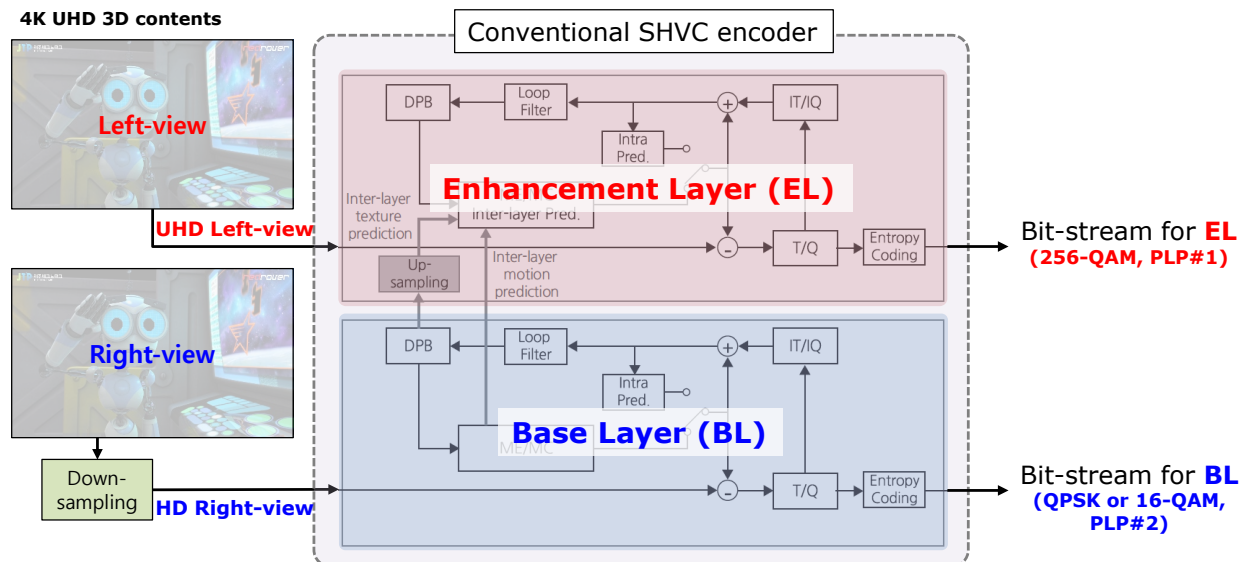 4K UHD 3D contents
Conventional SHVC encoder
Left-view
UHD Left-view
DPB
Loop
Filter
+
IT/IQ
Intra
Pred.
Enhancement Layer (EL)
Inter-layer
texture
prediction
Inter-layer Pred.
-
T/Q
Entropy
Coding
Up-
sampling
Inter-layer
motion
prediction
Bit-stream for EL
(256-QAM, PLP#1)
Right-view
Down-
sampling
HD Right-view
DPB
Loop
Filter
+
IT/IQ
Intra
Pred.
Base Layer (BL)
ME/MC
-
T/Q
Entropy
Coding
Bit-stream for BL
(QPSK or 16-QAM,
PLP#2)